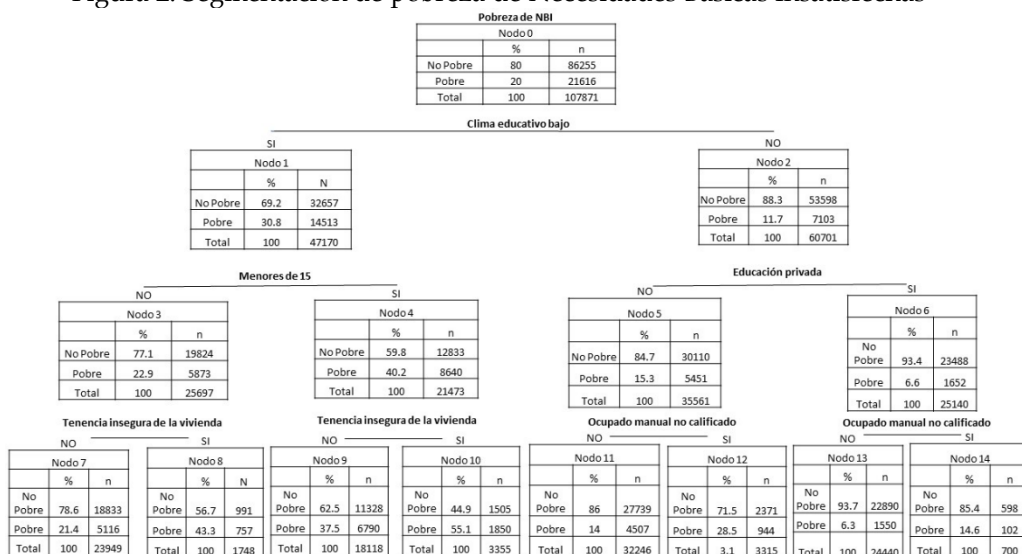 Figura 2. Segmentación de pobreza de Necesidades Básicas Insatisfechas
Pobreza de NBI
Nodo 0
% n
No Pobre 80 86255
Pobre 20 21616
Total 100 107871
Clima educativo bajo
SI NO
Nodo 1
% N
No Pobre 69.2 32657
Pobre 30.8 14513
Total 100 47170
Nodo 2
% n
No Pobre 88.3 53598
Pobre 11.7 7103
Total 100 60701
Menores de 15
NO SI
Nodo 3
% n
No Pobre 77.1 19824
Pobre 22.9 5873
Total 100 25697
Nodo 4
% n
No Pobre 59.8 12833
Pobre 40.2 8640
Total 100 21473
Educación privada
NO SI
Nodo 5
% n
No Pobre 84.7 30110
Pobre 15.3 5451
Total 100 35561
Nodo 6
% n
No
Pobre 93.4 23488
Pobre 6.6 1652
Total 100 25140
Tenencia insegura de la vivienda
NO SI
Nodo 7
% n
No
Pobre 78.6 18833
Pobre 21.4 5116
Total 100 23949
Nodo 8
% N
No
Pobre 56.7 991
Pobre 43.3 757
Total 100 1748
Tenencia insegura de la vivienda
NO SI
Nodo 9
% n
No
Pobre 62.5 11328
Pobre 37.5 6790
Total 100 18118
Nodo 10
% n
No
Pobre 44.9 1505
Pobre 55.1 1850
Total 100 3355
Ocupado manual no calificado
NO SI
Nodo 11
% n
No
Pobre 86 27739
Pobre 14 4507
Total 100 32246
Nodo 12
% n
No
Pobre 71.5 2371
Pobre 28.5 944
Total 3.1 3315
Ocupado manual no calificado
NO SI
Nodo 13
% n
No
Pobre 93.7 22890
Pobre 6.3 1550
Total 100 24440
Nodo 14
% n
No
Pobre 85.4 598
Pobre 14.6 102
Total 100 700